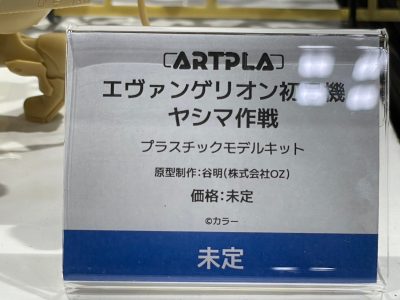 ARTPLA
エヴァンゲリオン初 機
ヤシマ作戦
プラスチックモデルキット
原型制作:谷明(株式会社OZ)
価格:未定
©カラー
未定